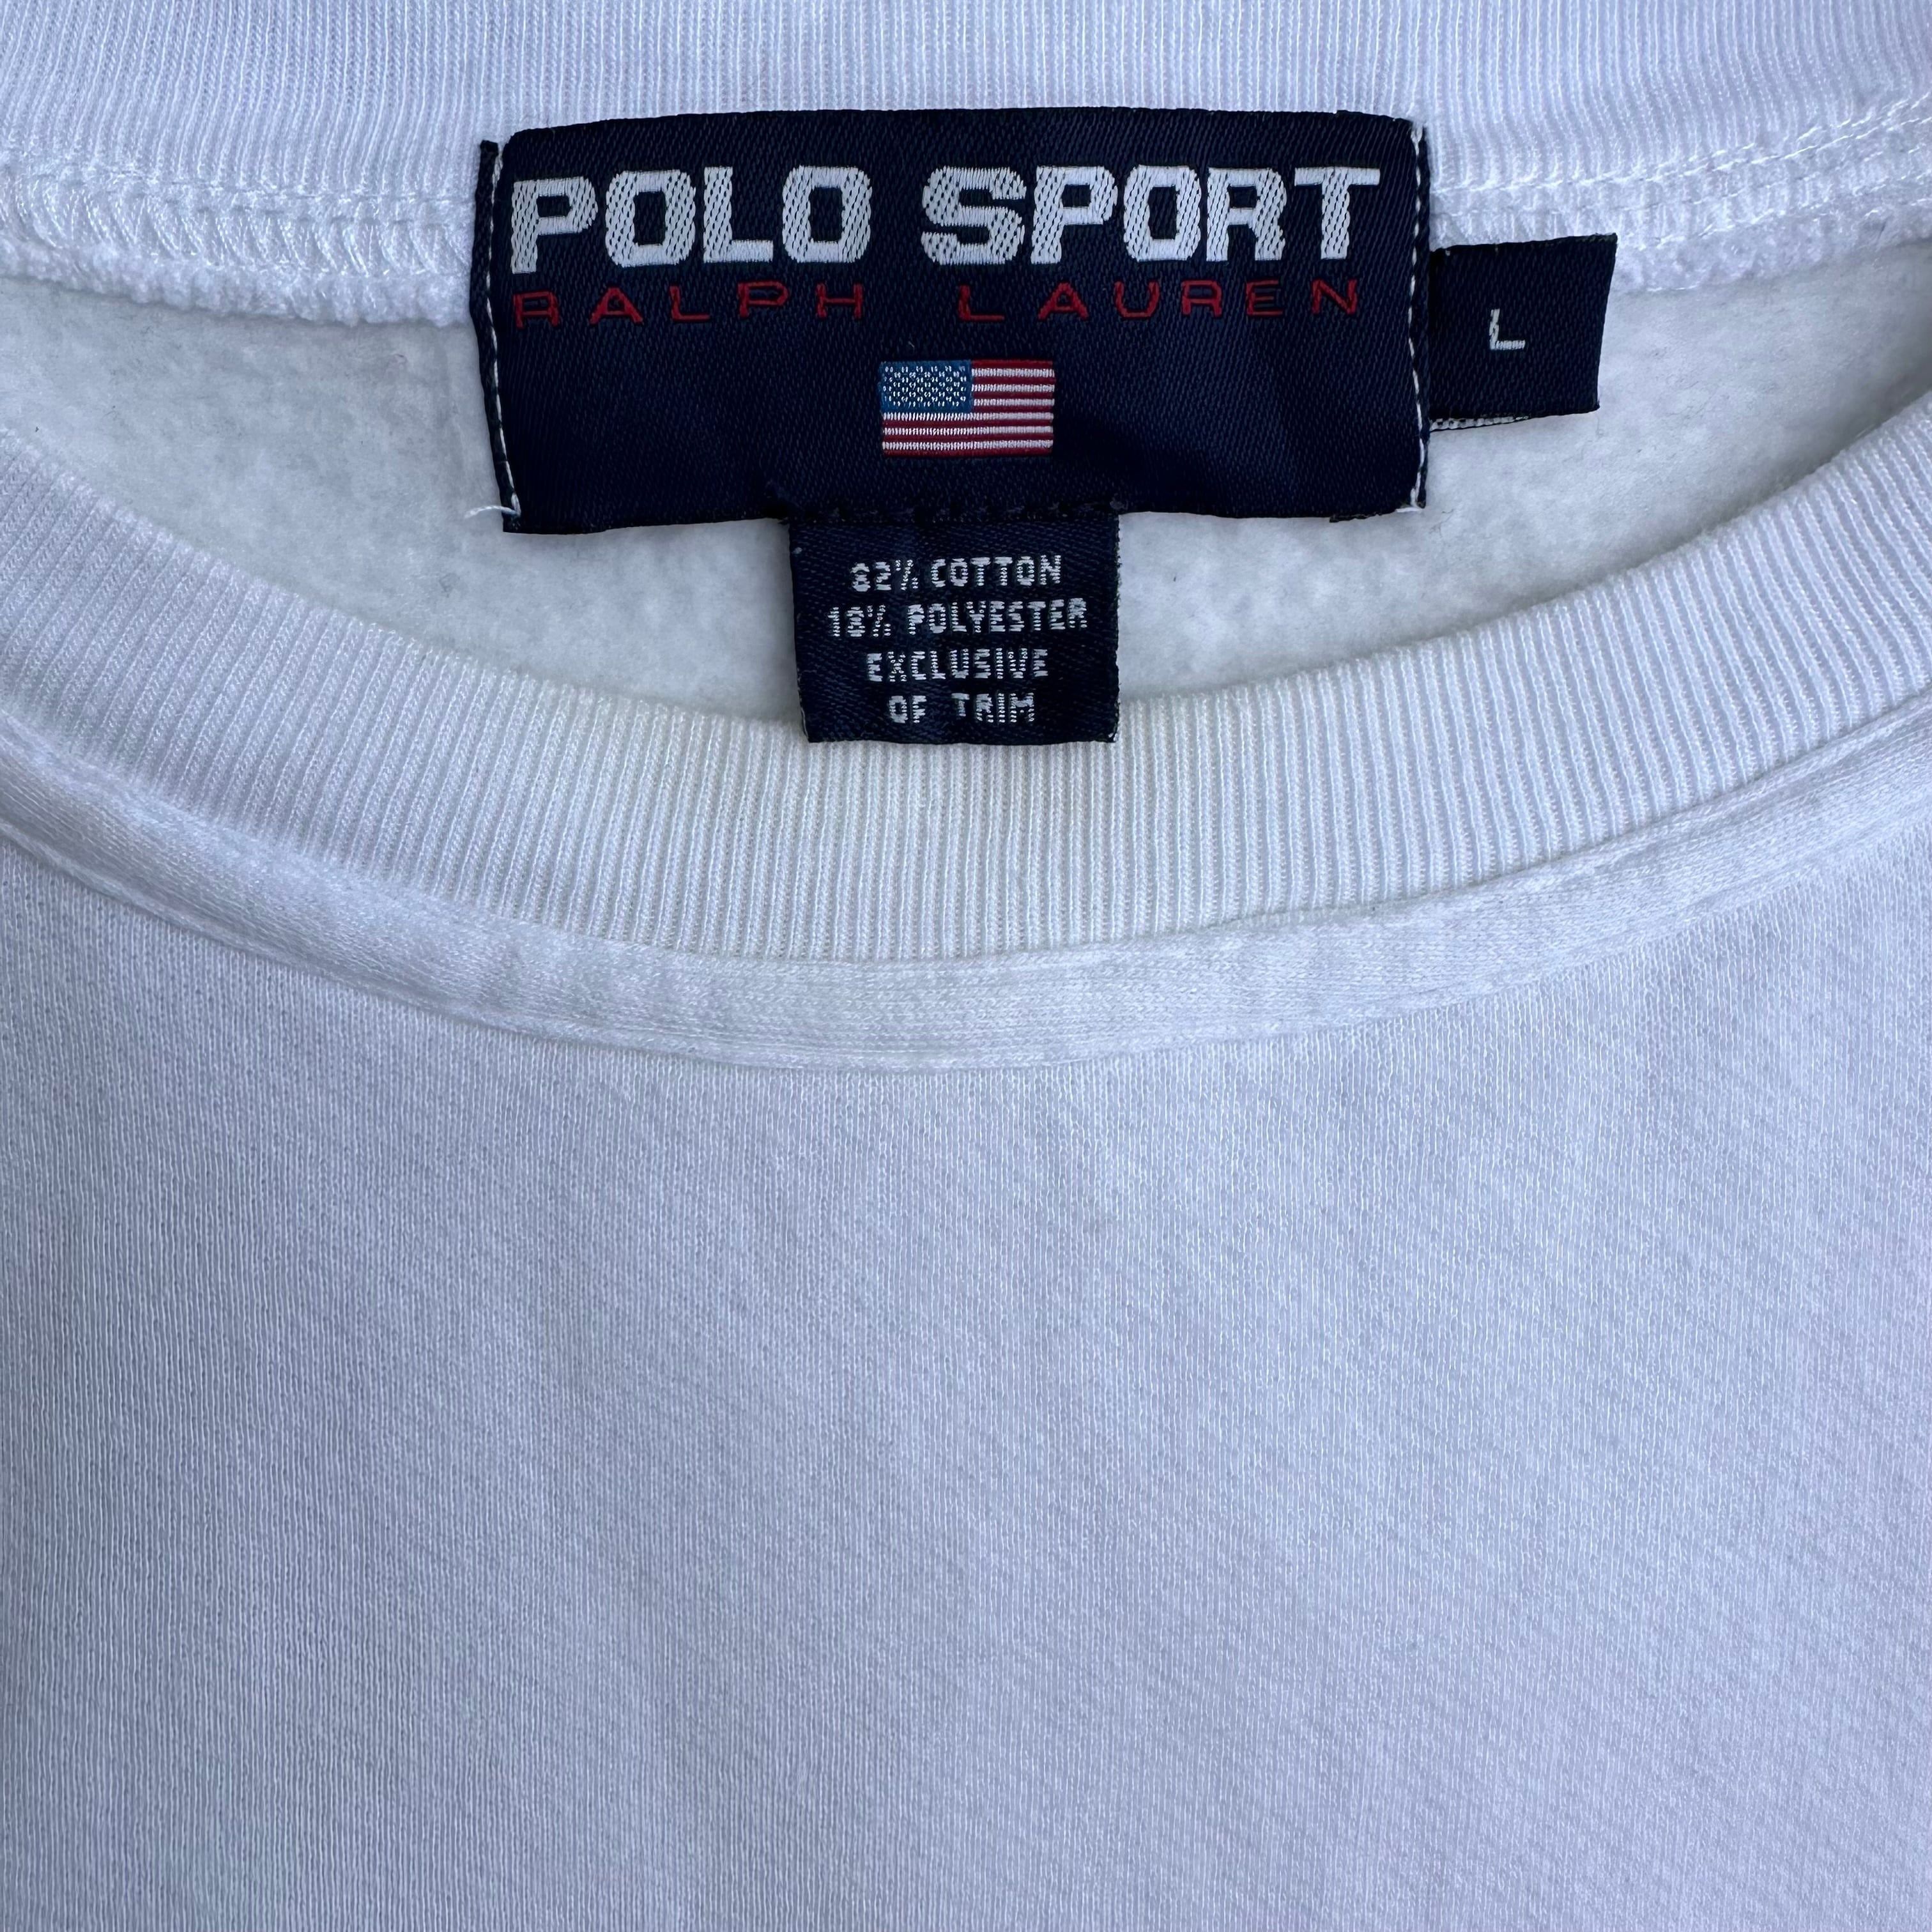 POLO SPORT
RALPH LAUREN
L
82% COTTON
18% POLYESTER
EXCLUSIVE
OF TRIM